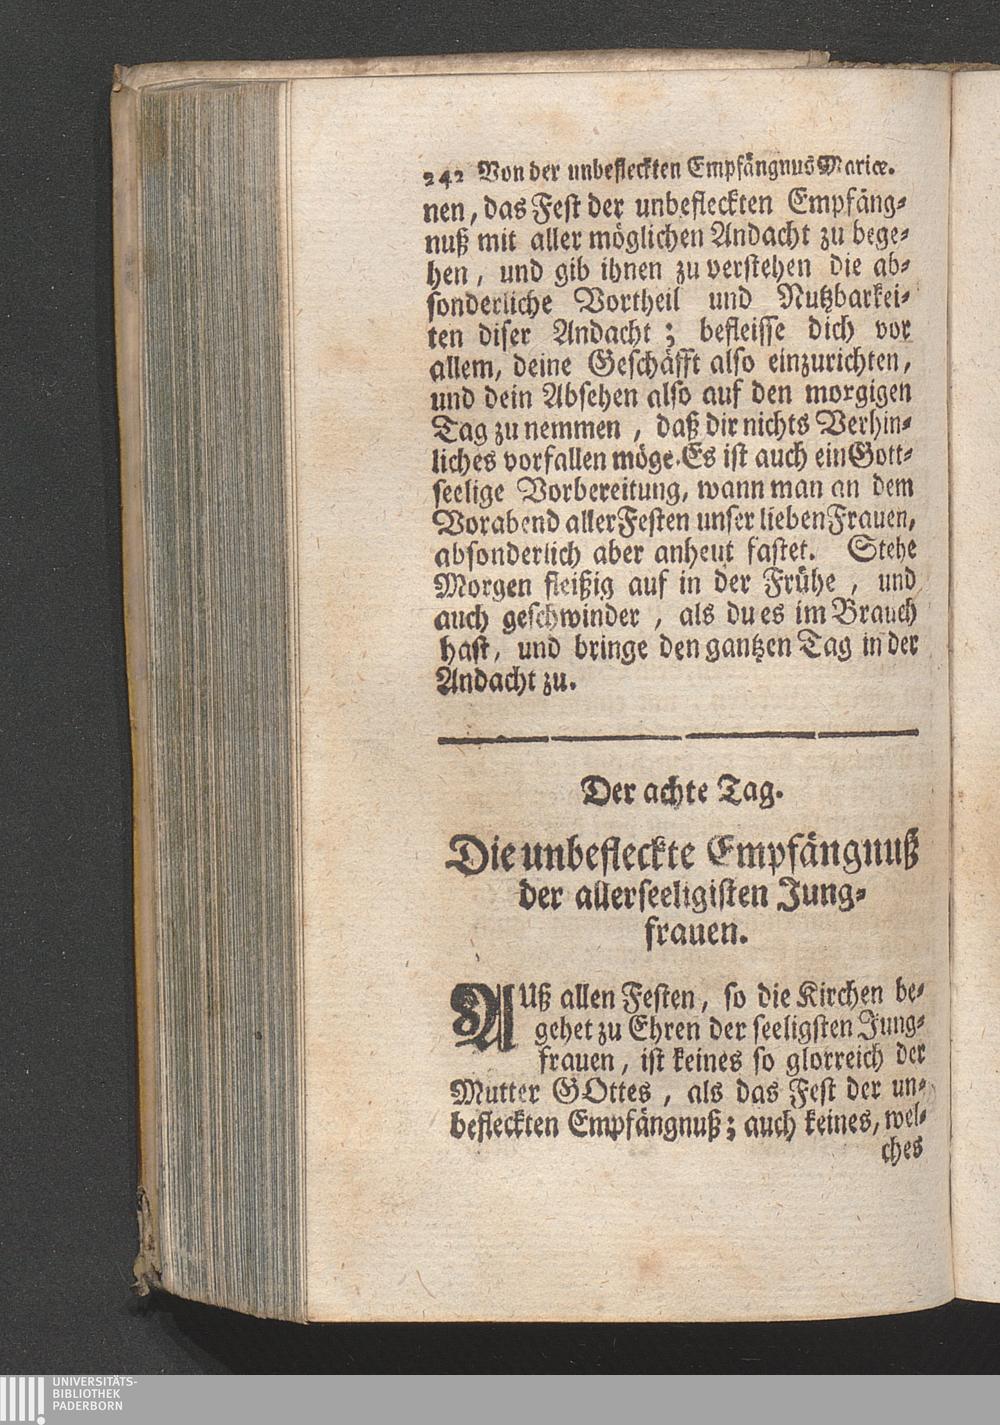 242 Von der unbefleckten Empfängnus Mariæ.
nen, das Fest der unbefleckten Empfäng-
nuß mit aller möglichen Andacht zu bege-
hen, und gib ihnen zu verstehen die ab-
sonderliche Vortheil und Nutzbarkei-
ten diser Andacht; befleisse dich vor
allem, deine Geschäfft also einzurichten,
und dein Absehen also auf den morgigen
Tag zu nemmen, daß dir nichts Verhin-
liches vorfallen möge. Es ist auch ein Gott-
seelige Vorbereitung, wann man an dem
Vorabend aller Festen unser lieben Frauen,
absonderlich aber anheut fastet. Stehe
Morgen fleißig auf in der Frühe, und
auch geschwinder, als du es im Brauch
hast, und bringe den gantzen Tag in der
Andacht zu.
Der achte Tag.
Die unbefleckte Empfängnuß
der allerseeligisten Jung-
frauen.
AUß allen Festen, so die Kirchen be-
gehet zu Ehren der seeligsten Jung-
frauen, ist keines so glorreich der
Mutter GOttes, als das Fest der un-
befleckten Empfängnuß; auch keines, wel-
ches
UNIVERSITÄTS-
BIBLIOTHEK
PADERBORN